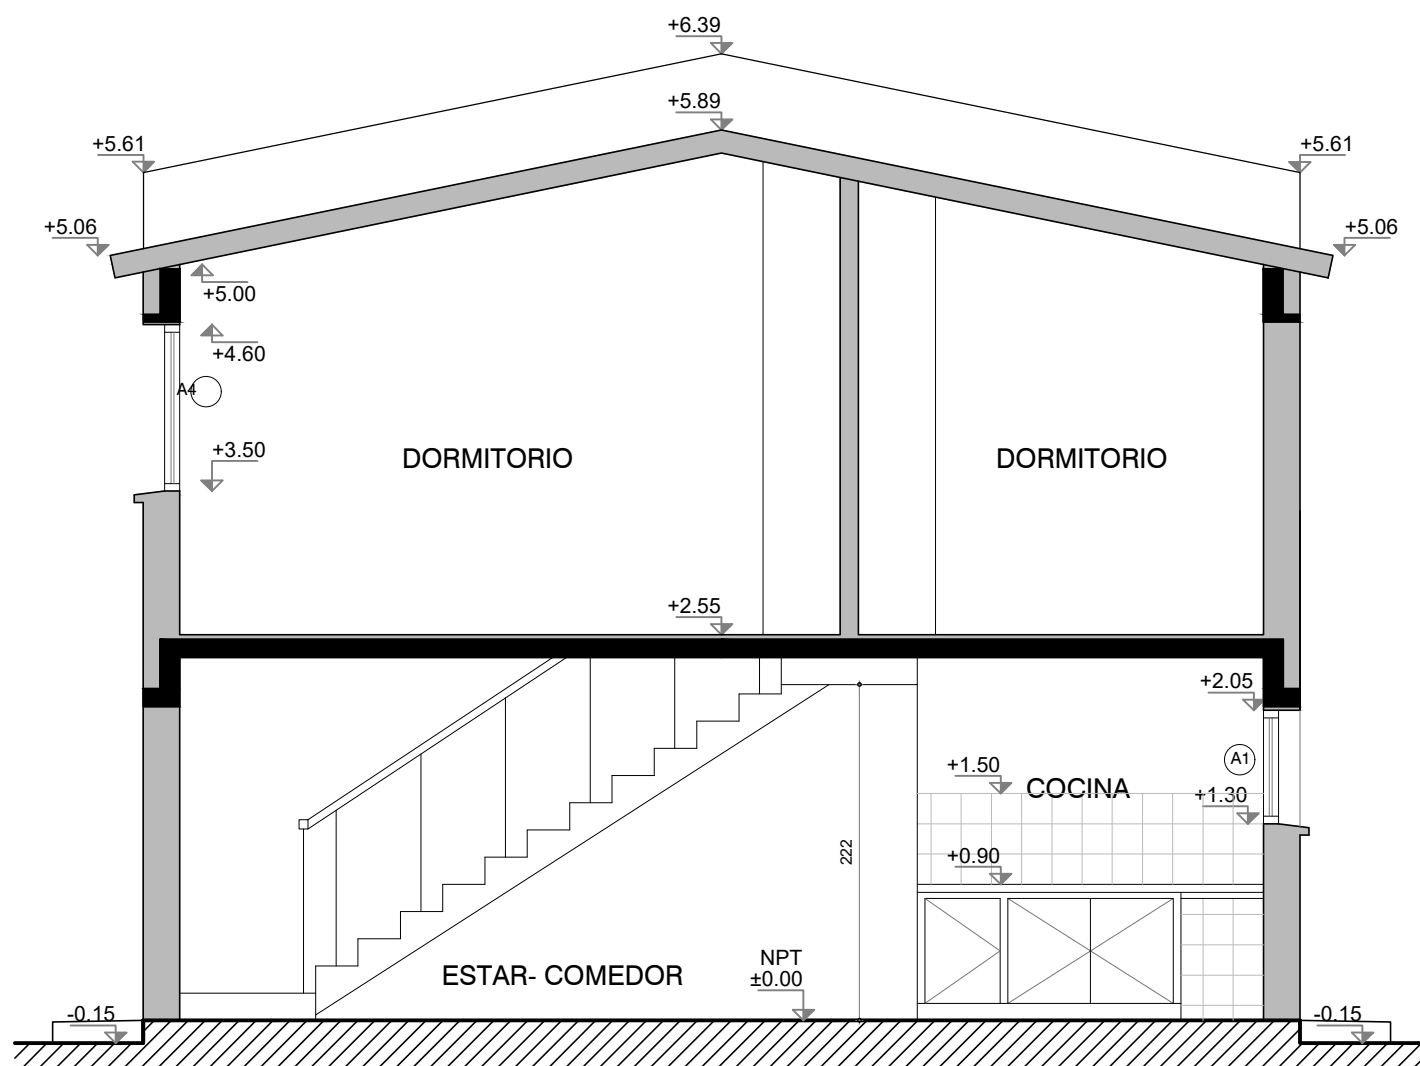 +6.39
+5.89
+5.61
+5.61
+5.06
+5.06
+5.00
+4.60
A4
+3.50
DORMITORIO
DORMITORIO
+2.55
+2.05
A1
+1.50
COCINA
+1.30
222
+0.90
NPT
±0.00
ESTAR- COMEDOR
-0.15
-0.15